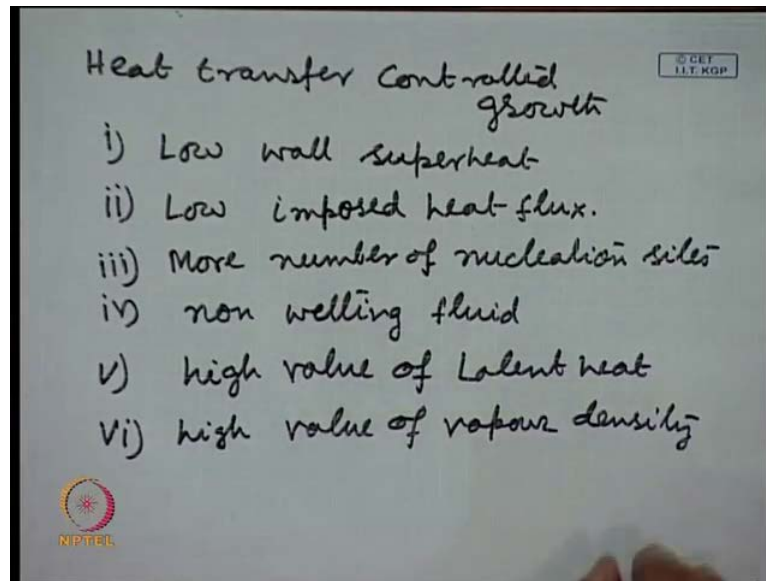 Heat transfer Controlled
© CET
I.I.T. KGP
growth
i) Low wall superheat
ii) Low imposed heat flux.
iii) More number of nucleation sites
iv) non wetting fluid
v) high value of Latent heat
vi) high value of vapour density
NPTEL